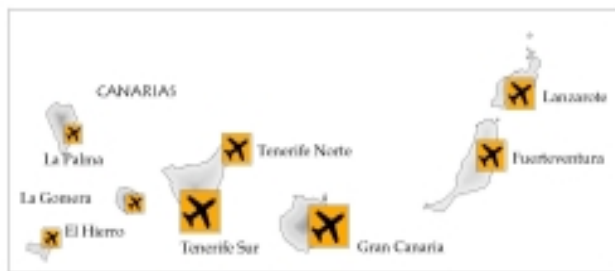 CANARIAS
Lanzarote
La Palma
Tenerife Norte
Fuerteventura
La Gomera
El Hierro
Tenerife Sur
Gran Canaria